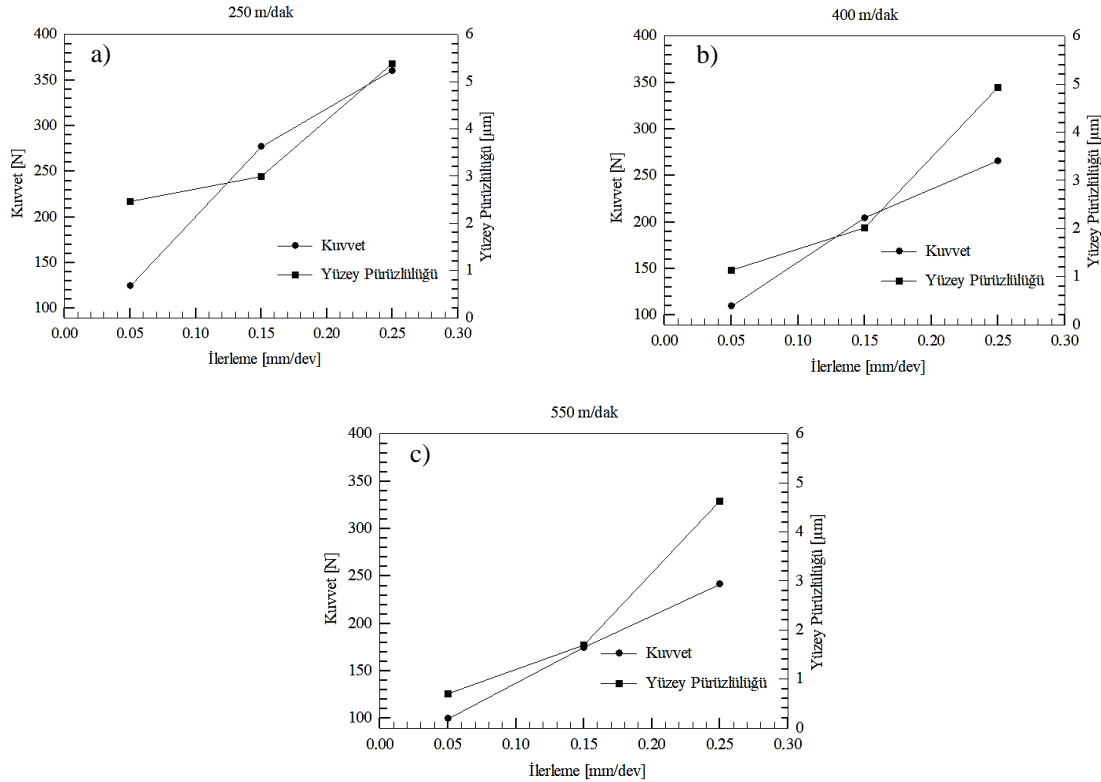 250 m/dak
a)
400
350
300
250
200
150
100
Kuvvet [N]
6
5
4
3
2
1
0
Yüzey Pürüzlülüğü [µm]
Kuvvet
Yüzey Pürüzlülüğü
0.00 0.05 0.10 0.15 0.20 0.25 0.30
İlerleme [mm/dev]
400 m/dak
b)
400
350
300
250
200
150
100
Kuvvet [N]
6
5
4
3
2
1
0
Yüzey Pürüzlülüğü [µm]
Kuvvet
Yüzey Pürüzlülüğü
0.00 0.05 0.10 0.15 0.20 0.25 0.30
İlerleme [mm/dev]
550 m/dak
c)
400
350
300
250
200
150
100
Kuvvet [N]
6
5
4
3
2
1
0
Yüzey Pürüzlülüğü [µm]
Kuvvet
Yüzey Pürüzlülüğü
0.00 0.05 0.10 0.15 0.20 0.25 0.30
İlerleme [mm/dev]